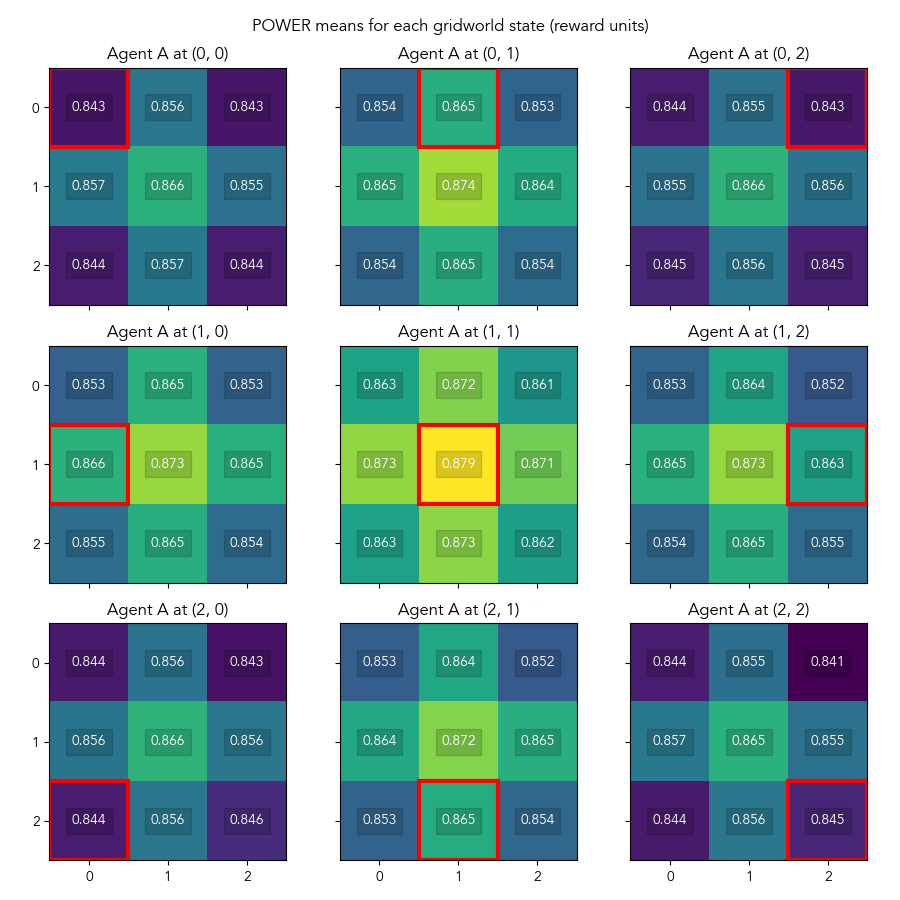 POWER means for each gridworld state (reward units)
Agent A at (0, 0) Agent A at (0, 1) Agent A at (0, 2)
0 0.843 0.856 0.843 0.854 0.865 0.853 0.844 0.855 0.843
1 0.857 0.866 0.855 0.865 0.874 0.864 0.855 0.866 0.856
2 0.844 0.857 0.844 0.854 0.865 0.854 0.845 0.856 0.845
Agent A at (1, 0) Agent A at (1, 1) Agent A at (1, 2)
0 0.853 0.865 0.853 0.863 0.872 0.861 0.853 0.864 0.852
1 0.866 0.873 0.865 0.873 0.879 0.871 0.865 0.873 0.863
2 0.855 0.865 0.854 0.863 0.873 0.862 0.854 0.865 0.855
Agent A at (2, 0) Agent A at (2, 1) Agent A at (2, 2)
0 0.844 0.856 0.843 0.853 0.864 0.852 0.844 0.855 0.841
1 0.856 0.866 0.856 0.864 0.872 0.865 0.857 0.865 0.855
2 0.844 0.856 0.846 0.853 0.865 0.854 0.844 0.856 0.845
0 1 2 0 1 2 0 1 2